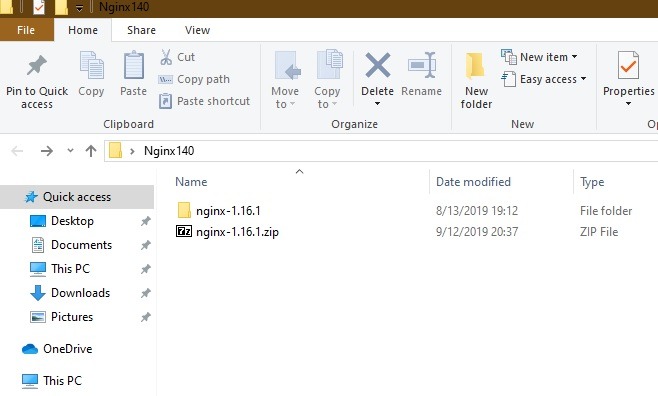 Nginx140
File Home Share View
Pin to Quick access
Copy
Paste
Cut
Copy path
Paste shortcut
Clipboard
Move to
Copy to
Delete
Rename
Organize
New folder
New item
Easy access
New
Properties
Nginx140
Name Date modified Type
nginx-1.16.1 8/13/2019 19:12 File folder
nginx-1.16.1.zip 9/12/2019 20:37 ZIP File
Quick access
Desktop
Documents
This PC
Downloads
Pictures
OneDrive
This PC